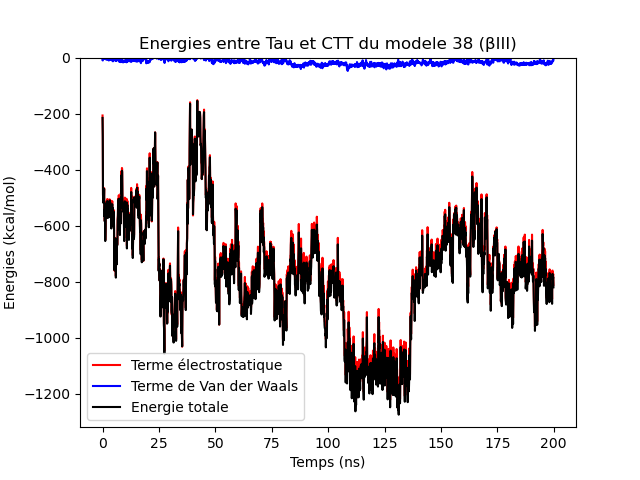 Energies entre Tau et CTT du modele 38 (βIII)
Energies (kcal/mol)
0
−200
−400
−600
−800
−1000
−1200
Terme électrostatique
Terme de Van der Waals
Energie totale
0 25 50 75 100 125 150 175 200
Temps (ns)